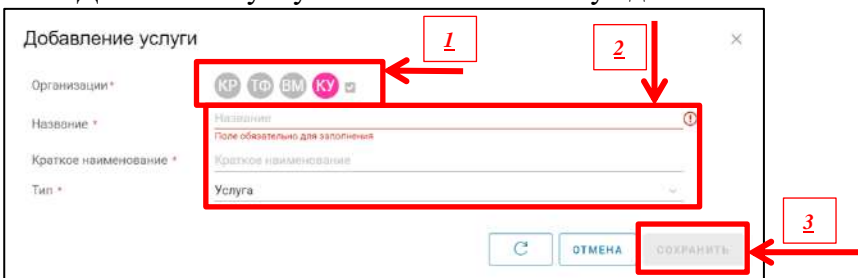 Добавление услуги
1
2
Организации *
КР ТФ ВМ КУ
Название *
Название
Поле обязательно для заполнения
Краткое наименование *
Краткое наименование
Тип *
Услуга
3
ОТМЕНА
СОХРАНИТЬ